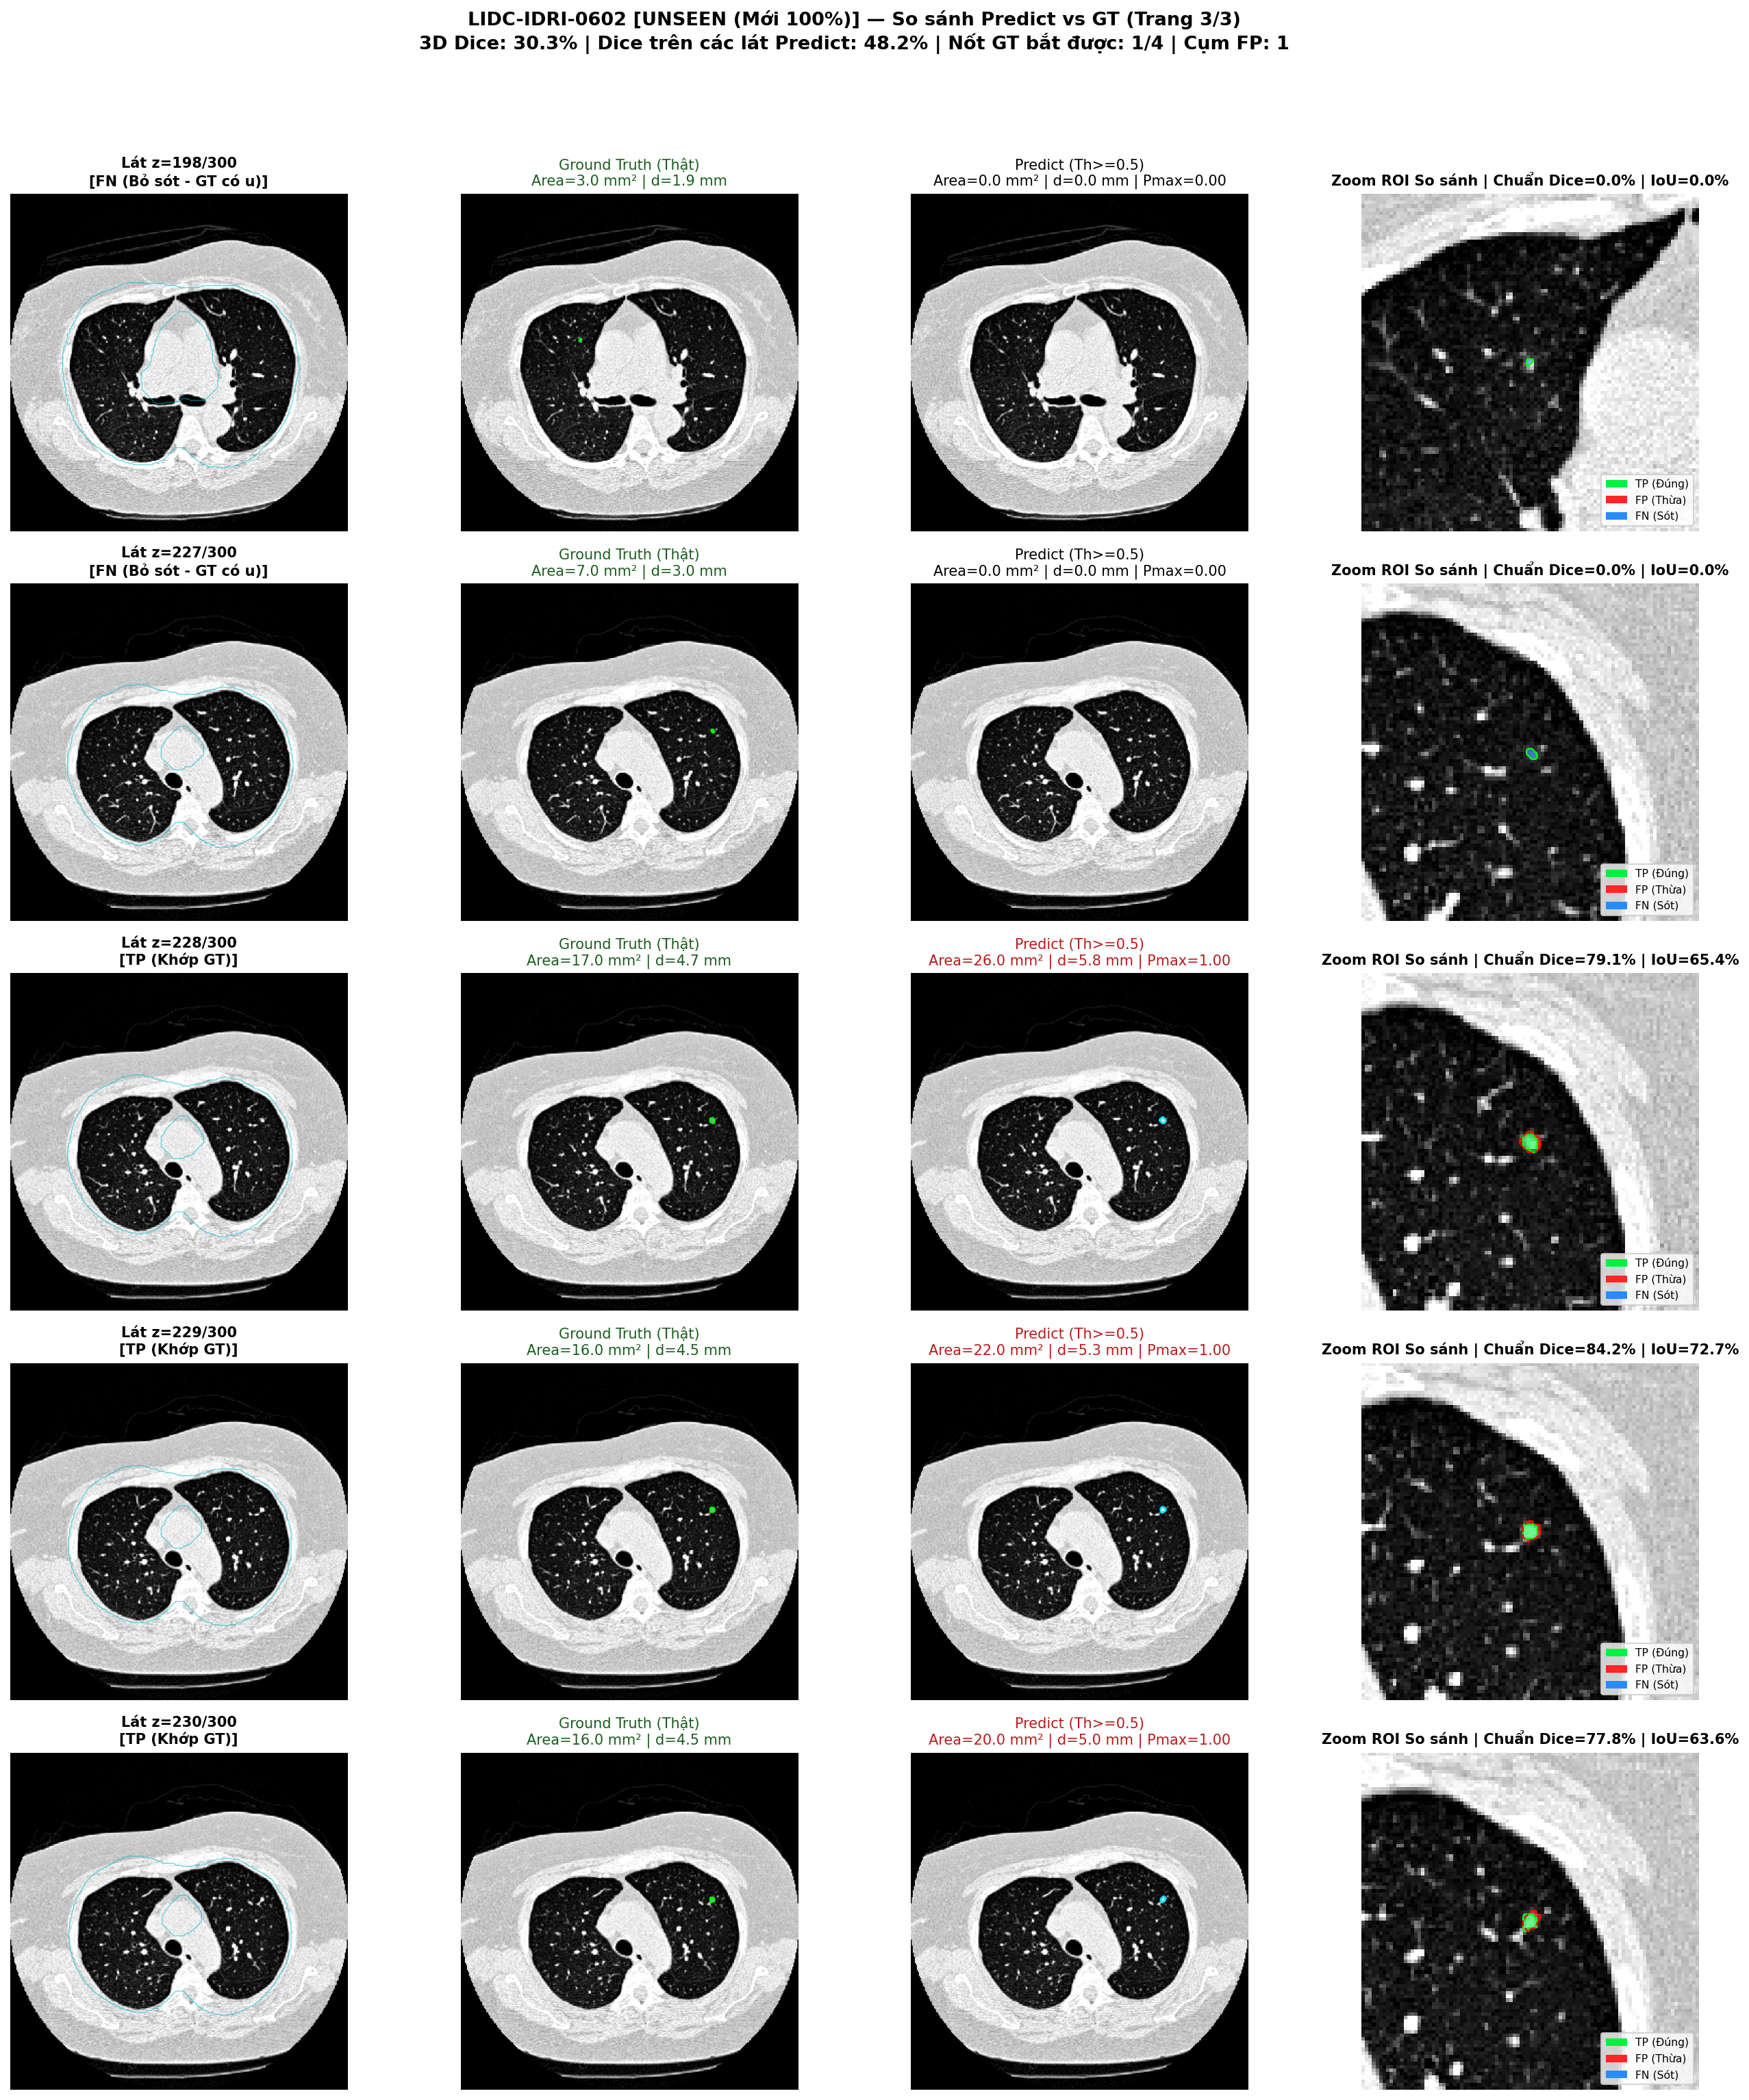 LIDC-IDRI-0602 [UNSEEN (Mới 100%)] — So sánh Predict vs GT (Trang 3/3)
3D Dice: 30.3% | Dice trên các lát Predict: 48.2% | Nốt GT bắt được: 1/4 | Cụm FP: 1
Lát z=198/300
[FN (Bỏ sót - GT có u)]
Ground Truth (Thật)
Area=3.0 mm² | d=1.9 mm
Predict (Th>=0.5)
Area=0.0 mm² | d=0.0 mm | Pmax=0.00
Zoom ROI So sánh | Chuẩn Dice=0.0% | IoU=0.0%
TP (Đúng)
FP (Thừa)
FN (Sót)
Lát z=227/300
[FN (Bỏ sót - GT có u)]
Ground Truth (Thật)
Area=7.0 mm² | d=3.0 mm
Predict (Th>=0.5)
Area=0.0 mm² | d=0.0 mm | Pmax=0.00
Zoom ROI So sánh | Chuẩn Dice=0.0% | IoU=0.0%
TP (Đúng)
FP (Thừa)
FN (Sót)
Lát z=228/300
[TP (Khớp GT)]
Ground Truth (Thật)
Area=17.0 mm² | d=4.7 mm
Predict (Th>=0.5)
Area=26.0 mm² | d=5.8 mm | Pmax=1.00
Zoom ROI So sánh | Chuẩn Dice=79.1% | IoU=65.4%
TP (Đúng)
FP (Thừa)
FN (Sót)
Lát z=229/300
[TP (Khớp GT)]
Ground Truth (Thật)
Area=16.0 mm² | d=4.5 mm
Predict (Th>=0.5)
Area=22.0 mm² | d=5.3 mm | Pmax=1.00
Zoom ROI So sánh | Chuẩn Dice=84.2% | IoU=72.7%
TP (Đúng)
FP (Thừa)
FN (Sót)
Lát z=230/300
[TP (Khớp GT)]
Ground Truth (Thật)
Area=16.0 mm² | d=4.5 mm
Predict (Th>=0.5)
Area=20.0 mm² | d=5.0 mm | Pmax=1.00
Zoom ROI So sánh | Chuẩn Dice=77.8% | IoU=63.6%
TP (Đúng)
FP (Thừa)
FN (Sót)